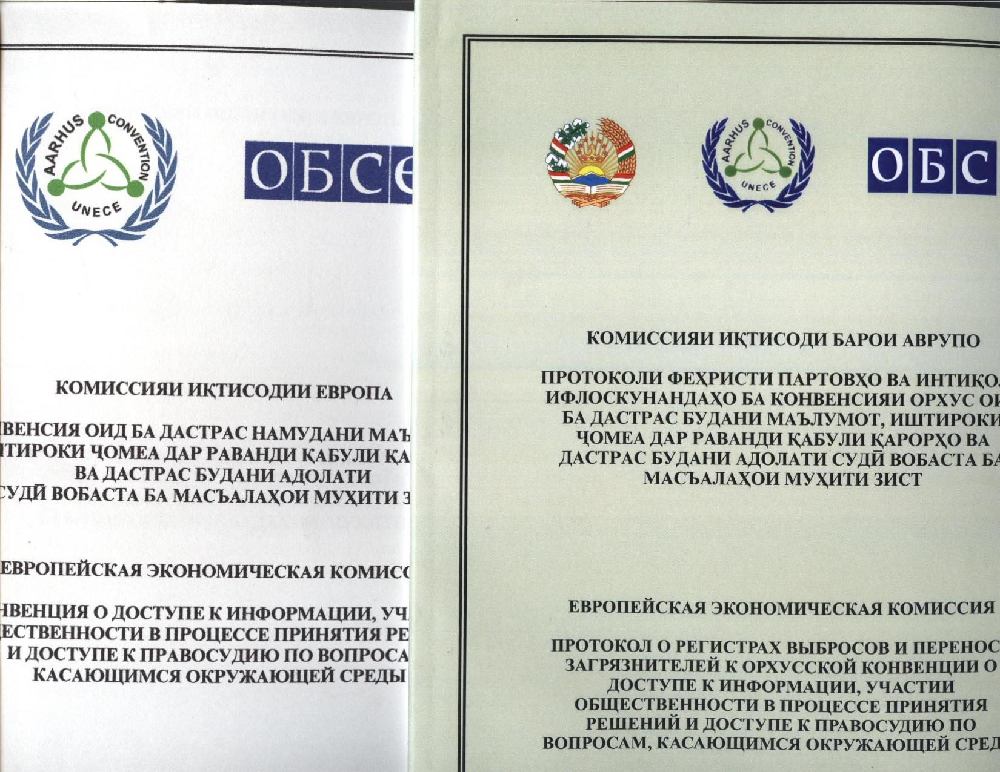 AARHUS CONVENTION
UNECE
ОБСЕ
КОМИССИЯИ ИҚТИСОДИИ ЕВРОПА
НВЕНСИЯ ОИД БА ДАСТРАС НАМУДАНИ МАЪ
ШТИРОКИ ҶОМЕА ДАР РАВАНДИ ҚАБУЛИ ҚА
ВА ДАСТРАС БУДАНИ АДОЛАТИ
СУДӢ ВОБАСТА БА МАСЪАЛАҲОИ МУҲИТИ З
ЕВРОПЕЙСКАЯ ЭКОНОМИЧЕСКАЯ КОМИСС
НВЕНЦИЯ О ДОСТУПЕ К ИНФОРМАЦИИ, УЧ
ЩЕСТВЕННОСТИ В ПРОЦЕССЕ ПРИНЯТИЯ РЕ
И ДОСТУПЕ К ПРАВОСУДИЮ ПО ВОПРОСА
КАСАЮЩИМСЯ ОКРУЖАЮЩЕЙ СРЕДЫ
AARHUS CONVENTION
UNECE
ОБС
КОМИССИЯИ ИҚТИСОДИ БАРОИ АВРУПО
ПРОТОКОЛИ ФЕҲРИСТИ ПАРТОВҲО ВА ИНТИҚОЛ
ИФЛОСКУНАНДАҲО БА КОНВЕНСИЯИ ОРХУС ОИ
БА ДАСТРАС БУДАНИ МАЪЛУМОТ, ИШТИРОКИ
ҶОМЕА ДАР РАВАНДИ ҚАБУЛИ ҚАРОРҲО ВА
ДАСТРАС БУДАНИ АДОЛАТИ СУДӢ ВОБАСТА БА
МАСЪАЛАҲОИ МУҲИТИ ЗИСТ
ЕВРОПЕЙСКАЯ ЭКОНОМИЧЕСКАЯ КОМИССИЯ
ПРОТОКОЛ О РЕГИСТРАХ ВЫБРОСОВ И ПЕРЕНОС
ЗАГРЯЗНИТЕЛЕЙ К ОРХУССКОЙ КОНВЕНЦИИ О
ДОСТУПЕ К ИНФОРМАЦИИ, УЧАСТИИ
ОБЩЕСТВЕННОСТИ В ПРОЦЕССЕ ПРИНЯТИЯ
РЕШЕНИЙ И ДОСТУПЕ К ПРАВОСУДИЮ ПО
ВОПРОСАМ, КАСАЮЩИМСЯ ОКРУЖАЮЩЕЙ СРЕД